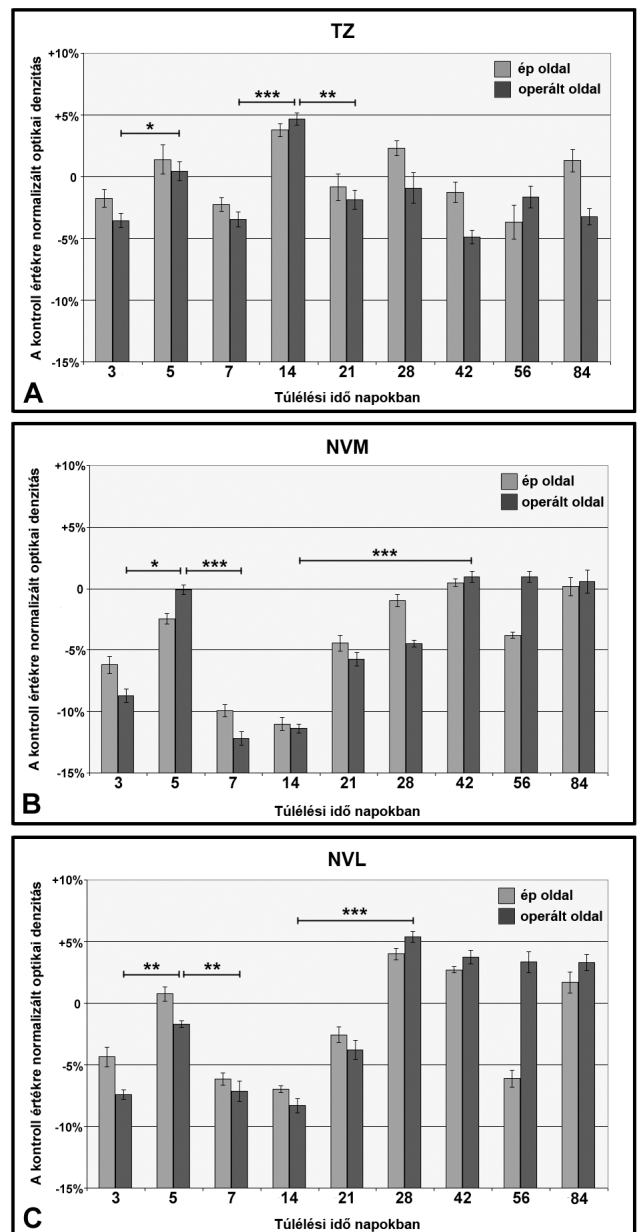 TZ
A kontroll értékre normalizált optikai denzitás
+10%
+5%
0
-5%
-10%
-15%
ép oldal
operált oldal
*
***
**
3 5 7 14 21 28 42 56 84
Túlélési idő napokban
A
NVM
A kontroll értékre normalizált optikai denzitás
+10%
+5%
0
-5%
-10%
-15%
ép oldal
operált oldal
*
***
***
3 5 7 14 21 28 42 56 84
Túlélési idő napokban
B
NVL
A kontroll értékre normalizált optikai denzitás
+10%
+5%
0
-5%
-10%
-15%
ép oldal
operált oldal
**
**
***
3 5 7 14 21 28 42 56 84
Túlélési idő napokban
C